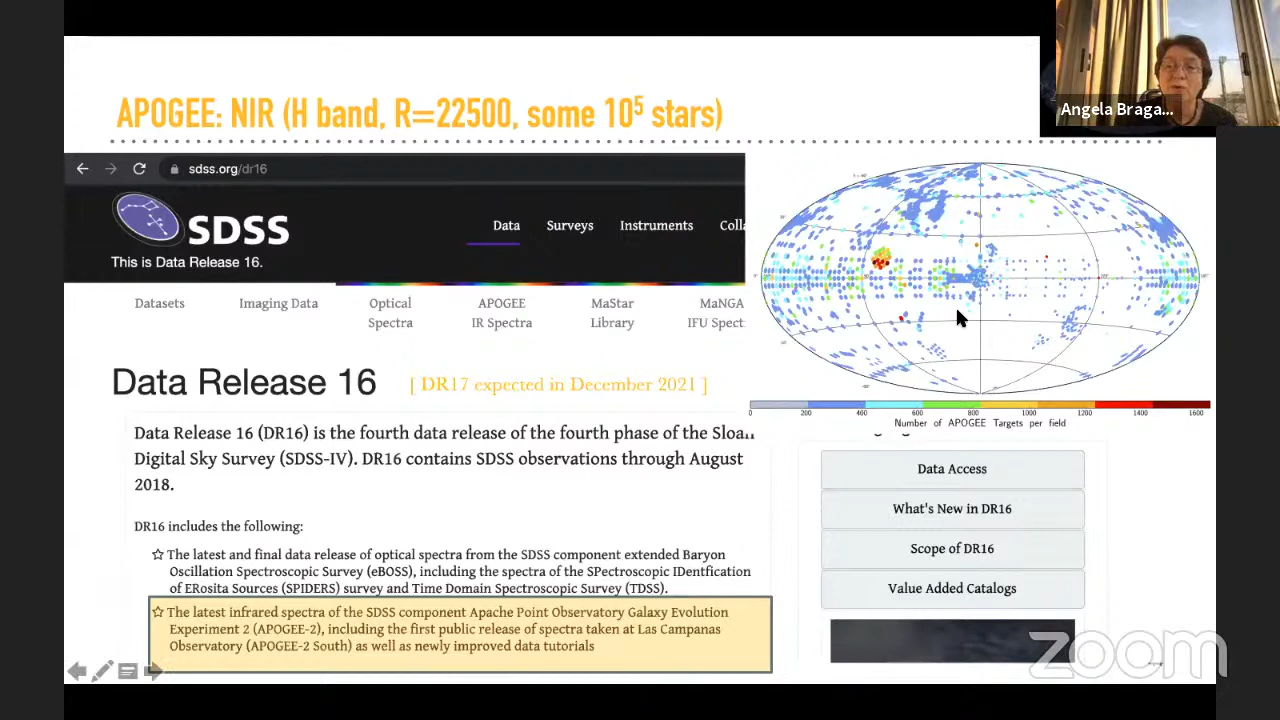 Angela Braga...
APOGEE: NIR (H band, R=22500, some 10⁵ stars)
sdss.org/dr16
SDSS
This is Data Release 16.
Data Surveys Instruments Colla
Datasets Imaging Data Optical Spectra APOGEE IR Spectra MaStar Library MaNGA IFU Spect
Data Release 16 [ DR17 expected in December 2021 ]
Data Release 16 (DR16) is the fourth data release of the fourth phase of the Sloan
Digital Sky Survey (SDSS-IV). DR16 contains SDSS observations through August
2018.
DR16 includes the following:
☆ The latest and final data release of optical spectra from the SDSS component extended Baryon
Oscillation Spectroscopic Survey (eBOSS), including the spectra of the SPectroscopic IDentfication
of ERosita Sources (SPIDERS) survey and Time Domain Spectroscopic Survey (TDSS).
☆ The latest infrared spectra of the SDSS component Apache Point Observatory Galaxy Evolution
Experiment 2 (APOGEE-2), including the first public release of spectra taken at Las Campanas
Observatory (APOGEE-2 South) as well as newly improved data tutorials
0 200 400 600 800 1000 1200 1400 1600
Number of APOGEE Targets per field
Data Access
What's New in DR16
Scope of DR16
Value Added Catalogs
zoom